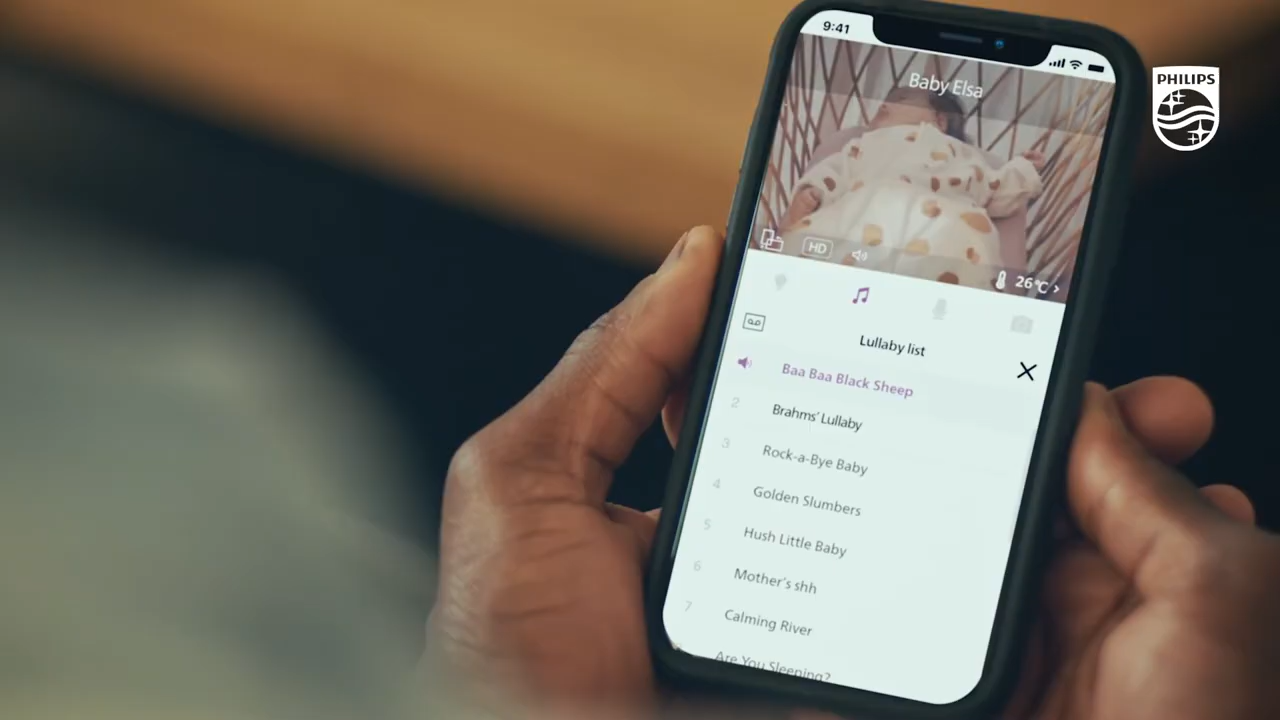 9:41
PHILIPS
Baby Elsa
HD
26°C >
Lullaby list
Baa Baa Black Sheep
2 Brahms' Lullaby
3 Rock-a-Bye Baby
4 Golden Slumbers
5 Hush Little Baby
6 Mother's shh
7 Calming River
Are You Sleeping?